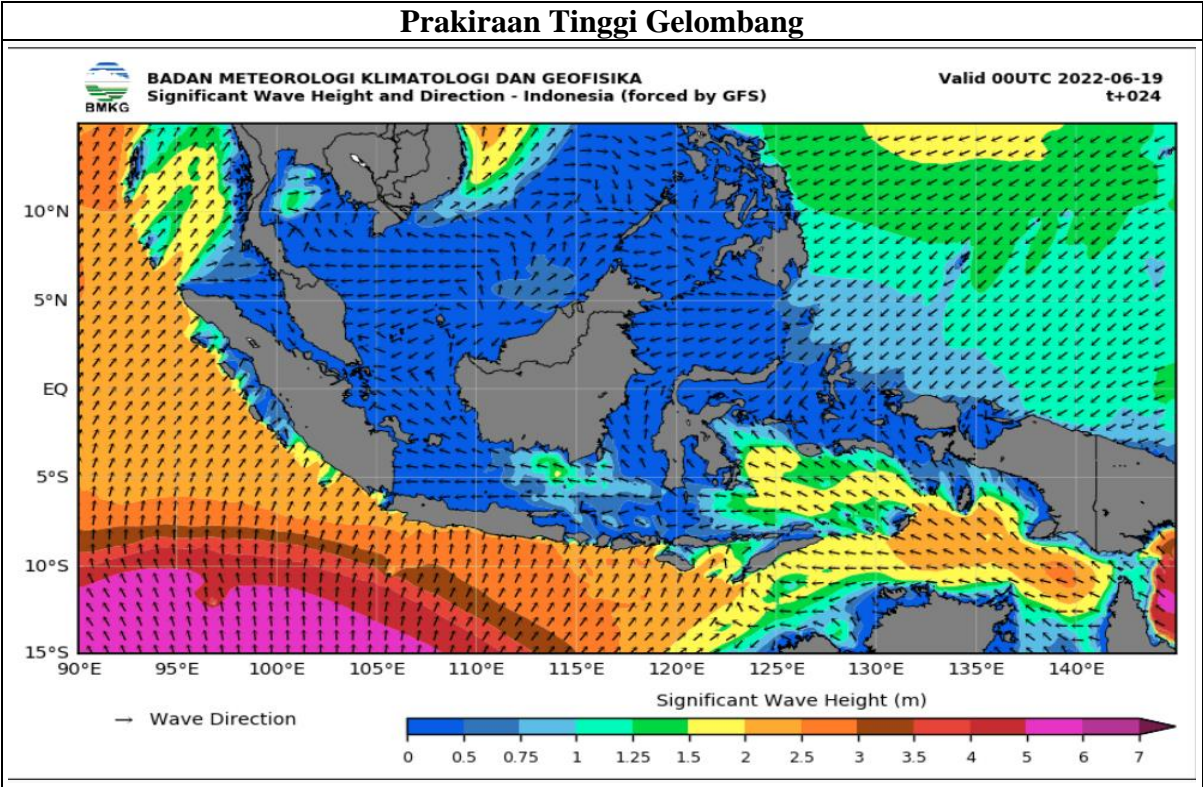 Prakiraan Tinggi Gelombang
BMKG
BADAN METEOROLOGI KLIMATOLOGI DAN GEOFISIKA
Significant Wave Height and Direction - Indonesia (forced by GFS)
Valid 00UTC 2022-06-19
t+024
10°N
5°N
EQ
5°S
10°S
15°S
90°E 95°E 100°E 105°E 110°E 115°E 120°E 125°E 130°E 135°E 140°E
→ Wave Direction
Significant Wave Height (m)
0 0.5 0.75 1 1.25 1.5 2 2.5 3 3.5 4 5 6 7